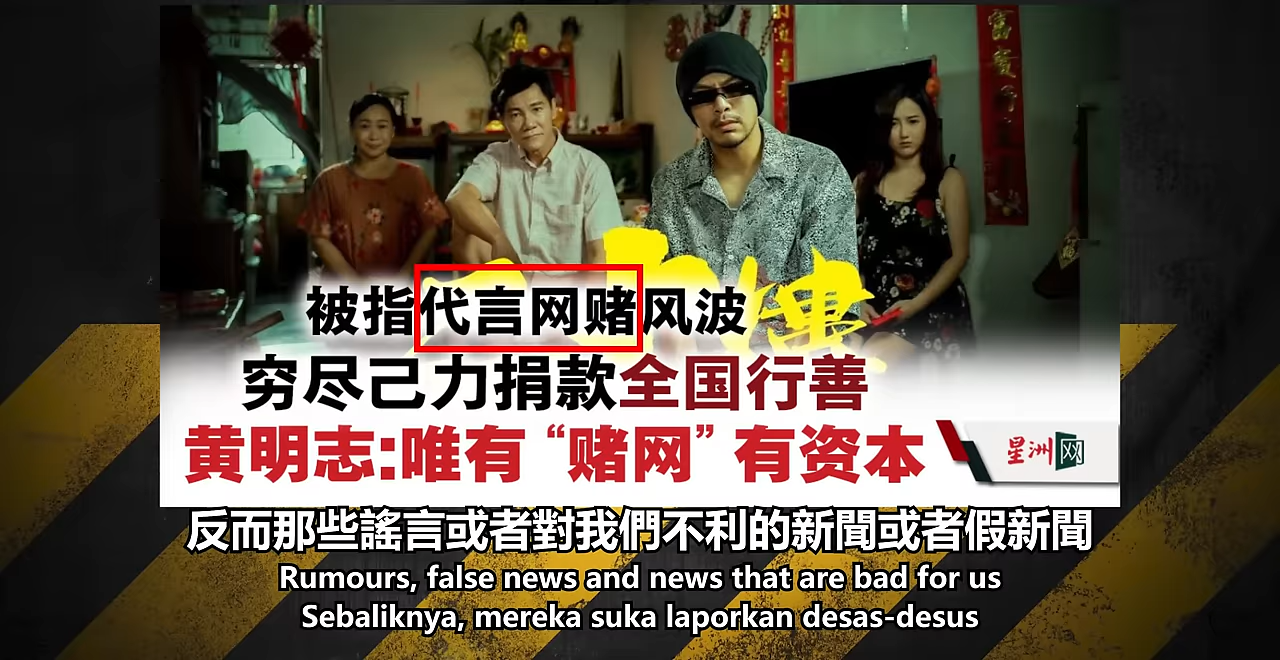 被指代言网赌风波
穷尽己力捐款全国行善
黄明志:唯有“赌网”有资本
星洲网
反而那些謠言或者對我們不利的新聞或者假新聞
Rumours, false news and news that are bad for us
Sebaliknya, mereka suka laporkan desas-desus